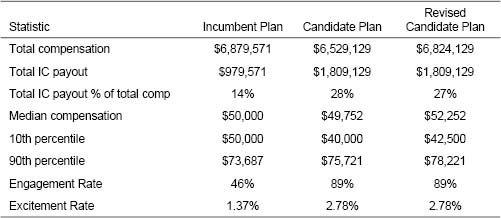 Revised
Statistic Incumbent Plan Candidate Plan Candidate Plan
Total compensation $6,879,571 $6,529,129 $6,824,129
Total IC payout $979,571 $1,809,129 $1,809,129
Total IC payout % of total comp 14% 28% 27%
Median compensation $50,000 $49,752 $52,252
10th percentile $50,000 $40,000 $42,500
90th percentile $73,687 $75,721 $78,221
Engagement Rate 46% 89% 89%
Excitement Rate 1.37% 2.78% 2.78%